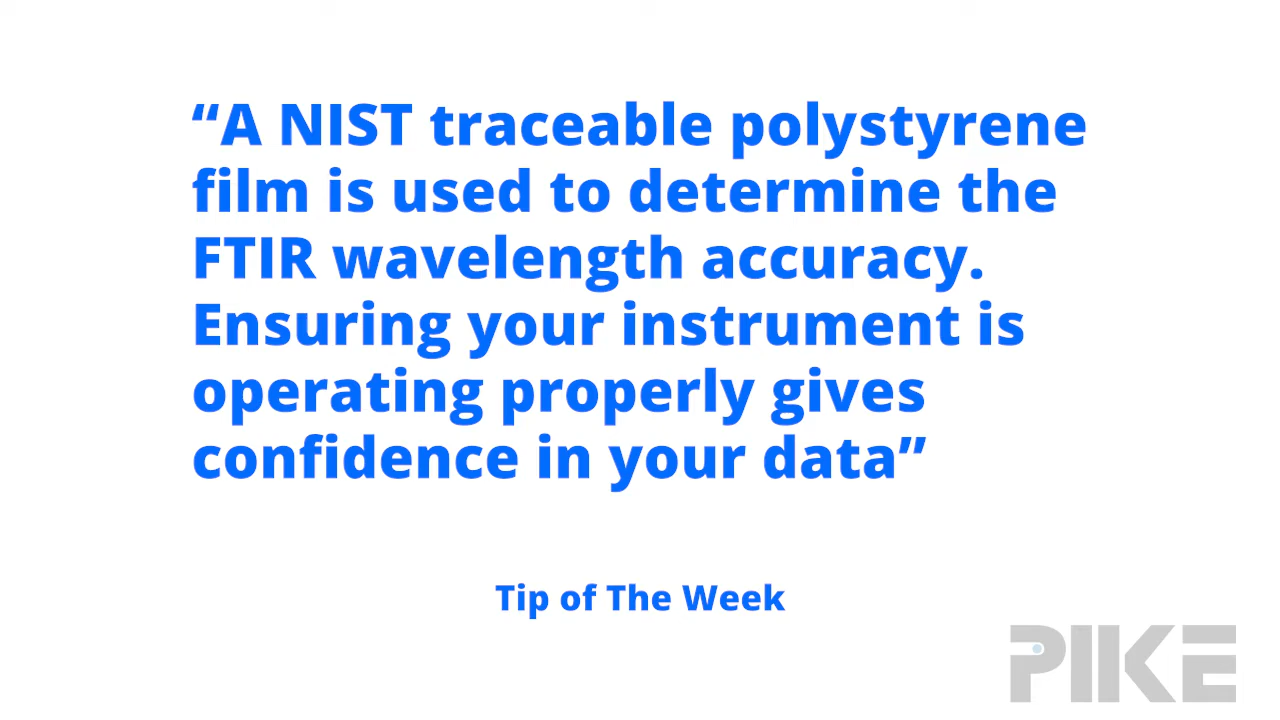 “A NIST traceable polystyrene
film is used to determine the
FTIR wavelength accuracy.
Ensuring your instrument is
operating properly gives
confidence in your data”
Tip of The Week
PIKE